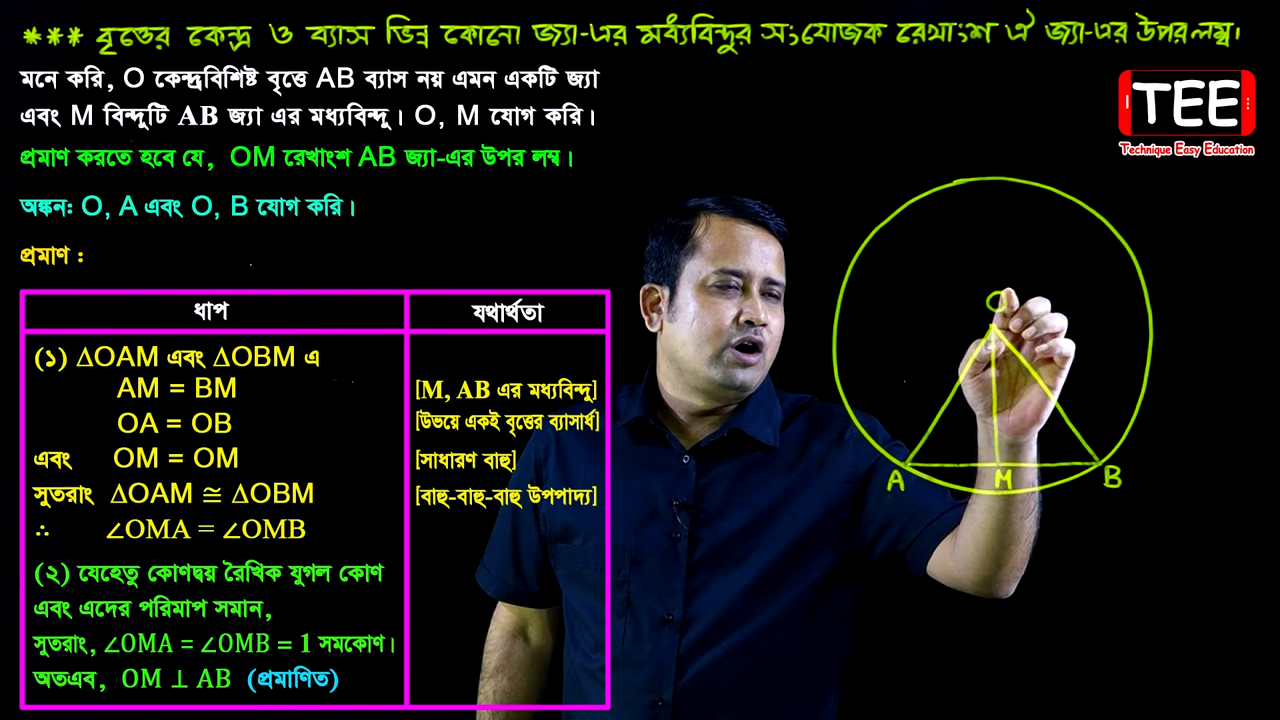 *** বৃত্তের কেন্দ্র ও ব্যাস ভিন্ন কোনো জ্যা-এর মধ্যবিন্দুর সংযোজক রেখাংশ ঐ জ্যা-এর উপর লম্ব।
মনে করি, O কেন্দ্রবিশিষ্ট বৃত্তে AB ব্যাস নয় এমন একটি জ্যা
এবং M বিন্দুটি AB জ্যা এর মধ্যবিন্দু। O, M যোগ করি।
প্রমাণ করতে হবে যে, OM রেখাংশ AB জ্যা-এর উপর লম্ব।
অঙ্কন: O, A এবং O, B যোগ করি।
প্রমাণ :
ধাপ
যথার্থতা
(১) ΔOAM এবং ΔOBM এ
AM = BM
[M, AB এর মধ্যবিন্দু]
OA = OB
[উভয়ে একই বৃত্তের ব্যাসার্ধ]
এবং OM = OM
[সাধারণ বাহু]
সুতরাং ΔOAM ≅ ΔOBM
[বাহু-বাহু-বাহু উপপাদ্য]
∴ ∠OMA = ∠OMB
(২) যেহেতু কোণদ্বয় রৈখিক যুগল কোণ
এবং এদের পরিমাপ সমান,
সুতরাং, ∠OMA = ∠OMB = 1 সমকোণ।
অতএব, OM ⊥ AB (প্রমাণিত)
TEE
Technique Easy Education
O
A M B